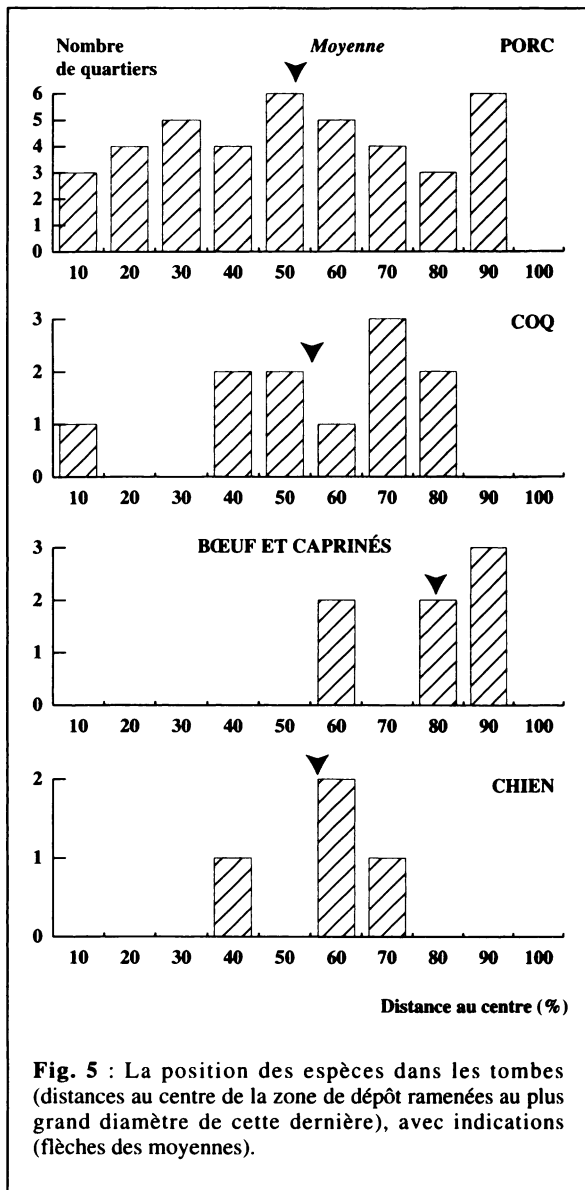 Nombre
de quartiers
Moyenne
PORC
6
5
4
3
2
1
0
10 20 30 40 50 60 70 80 90 100
COQ
3
2
1
0
10 20 30 40 50 60 70 80 90 100
BŒUF ET CAPRINÉS
3
2
1
0
10 20 30 40 50 60 70 80 90 100
CHIEN
2
1
0
10 20 30 40 50 60 70 80 90 100
Distance au centre (%)
Fig. 5 : La position des espèces dans les tombes
(distances au centre de la zone de dépôt ramenées au plus
grand diamètre de cette dernière), avec indications
(flèches des moyennes).